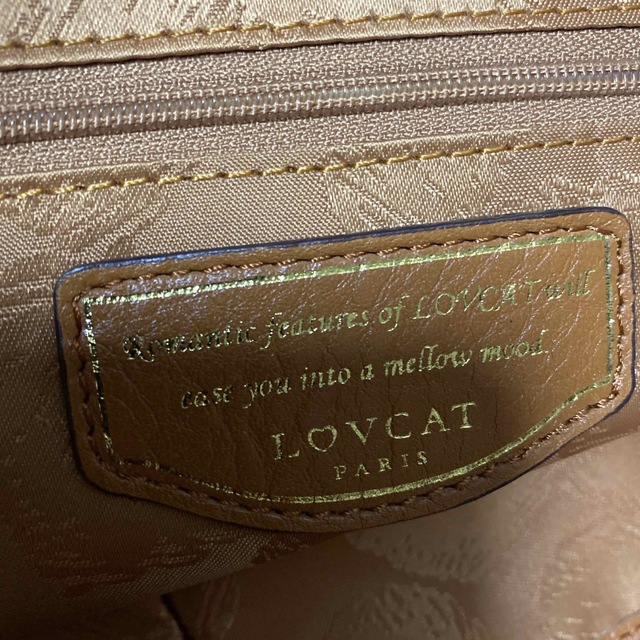 Romantic features of LOVCAT will
ease you into a mellow mood.
LOVCAT
PARIS